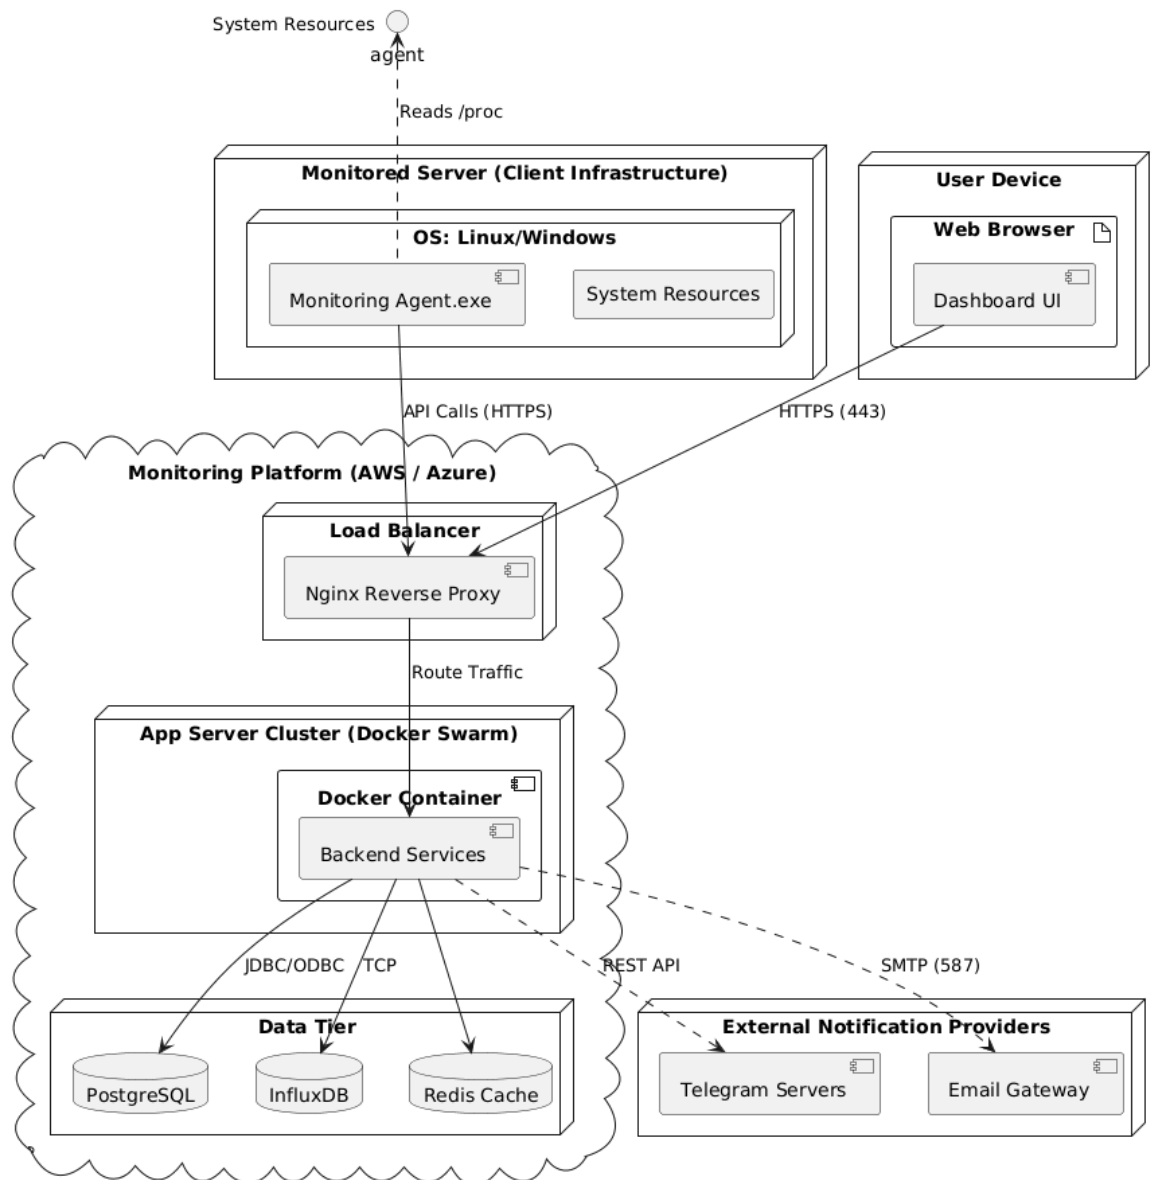 System Resources
agent
Reads /proc
Monitored Server (Client Infrastructure)
OS: Linux/Windows
Monitoring Agent.exe
System Resources
User Device
Web Browser
Dashboard UI
API Calls (HTTPS)
HTTPS (443)
Monitoring Platform (AWS / Azure)
Load Balancer
Nginx Reverse Proxy
Route Traffic
App Server Cluster (Docker Swarm)
Docker Container
Backend Services
JDBC/ODBC
TCP
REST API
SMTP (587)
Data Tier
PostgreSQL
InfluxDB
Redis Cache
External Notification Providers
Telegram Servers
Email Gateway